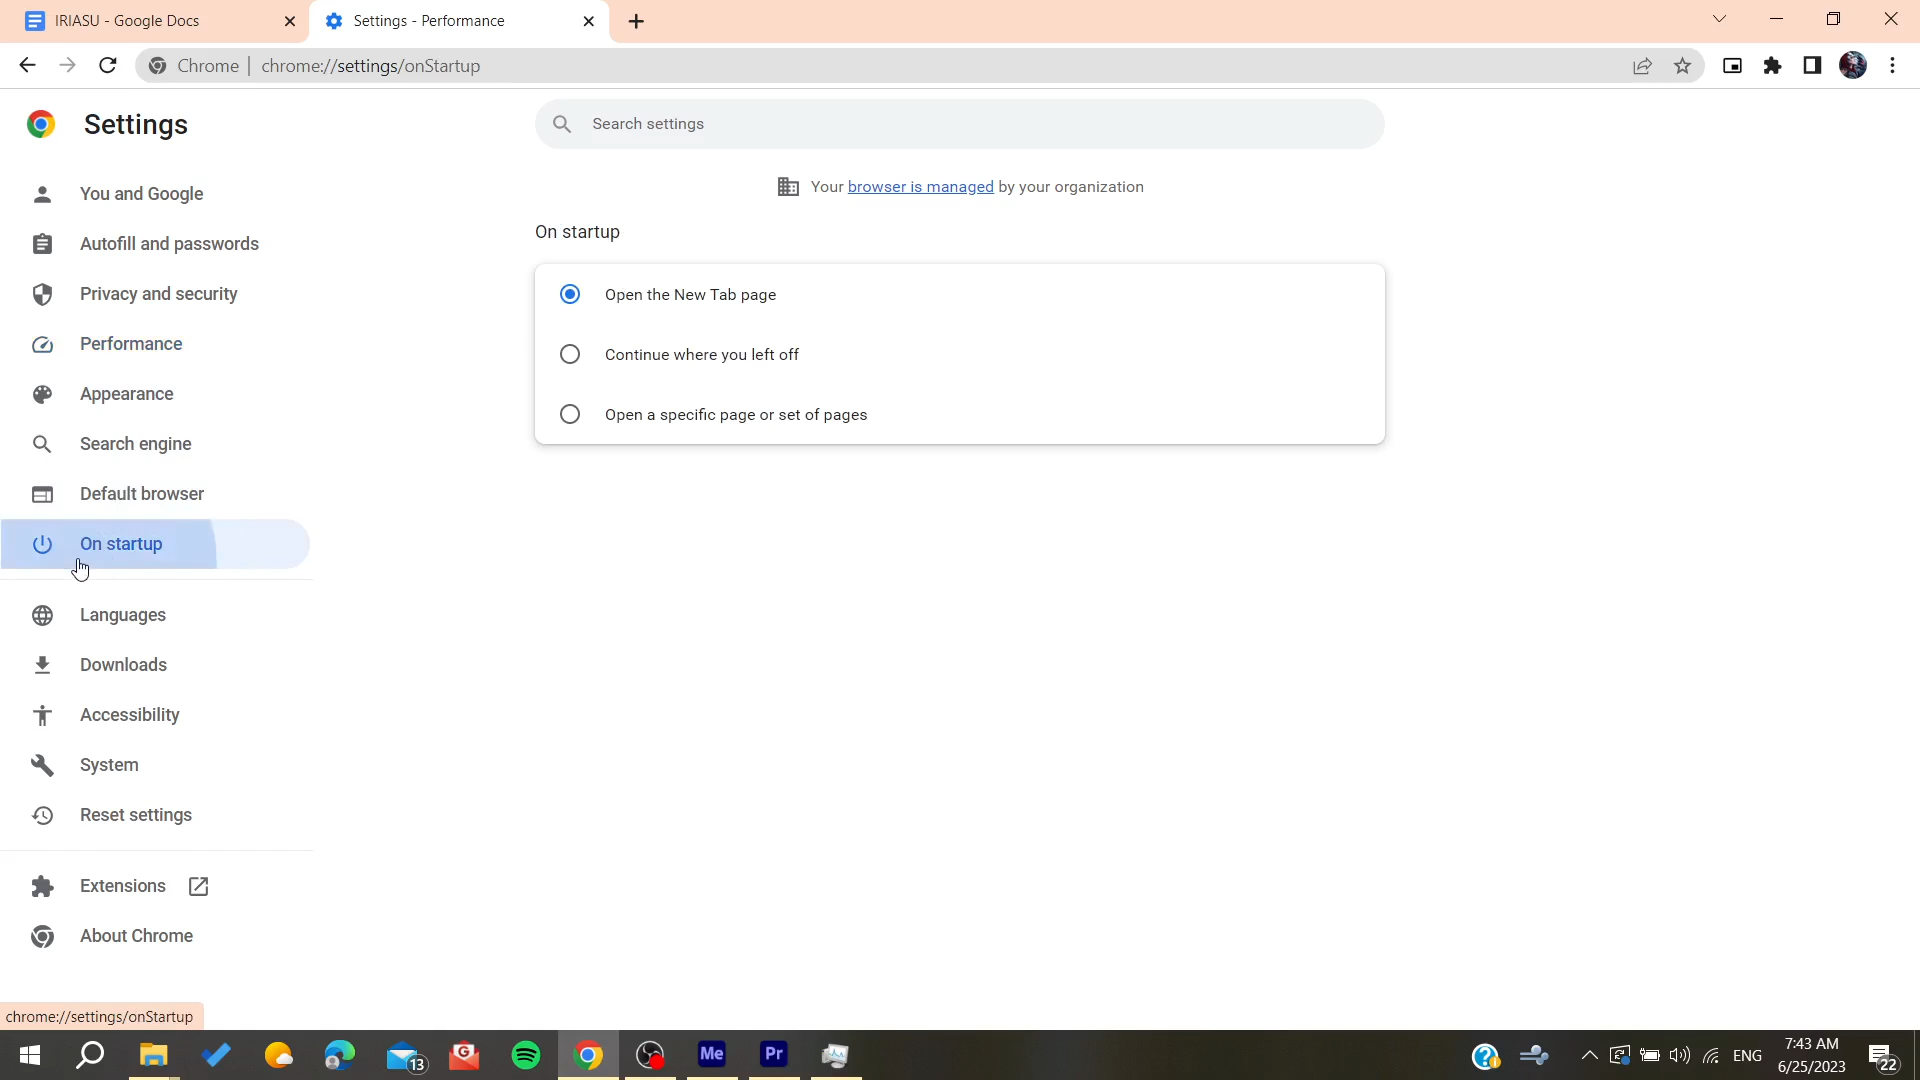 IRIASU - Google Docs
Settings - Performance
Chrome | chrome://settings/onStartup
Settings
Search settings
Your browser is managed by your organization
You and Google
Autofill and passwords
Privacy and security
Performance
Appearance
Search engine
Default browser
On startup
Languages
Downloads
Accessibility
System
Reset settings
Extensions
About Chrome
On startup
Open the New Tab page
Continue where you left off
Open a specific page or set of pages
chrome://settings/onStartup
13
G
Me
Pr
ENG
7:43 AM
6/25/2023
22